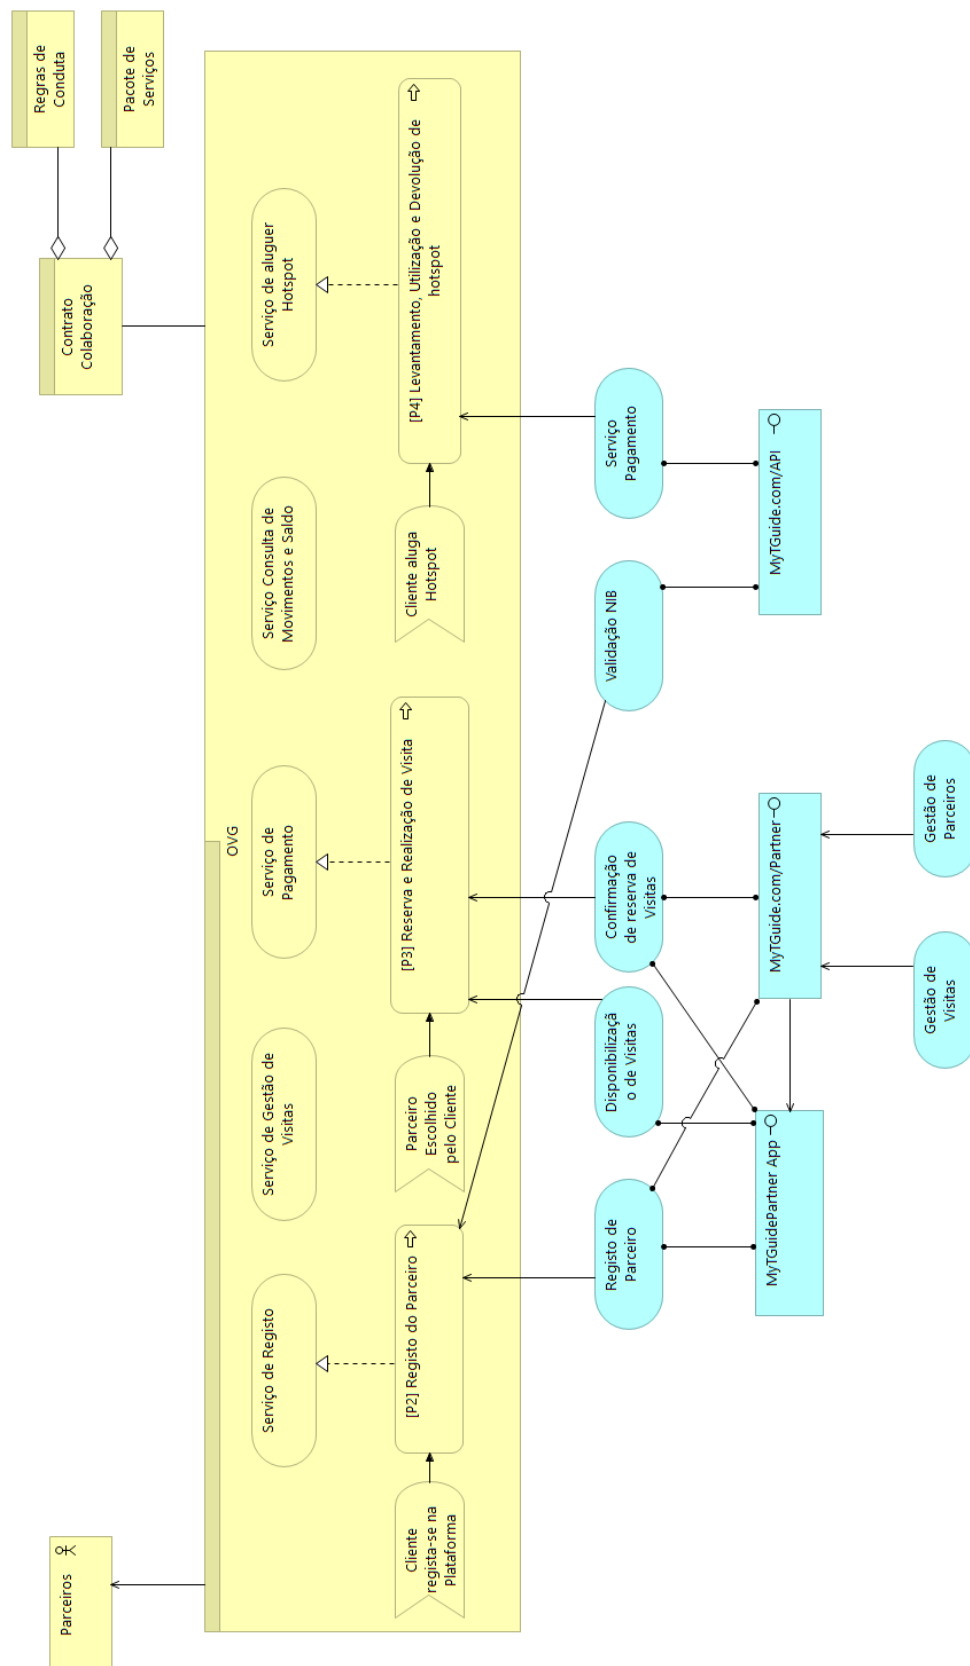 Parceiros
Contrato
Colaboração
Regras de
Conduta
Pacote de
Serviços
OVG
Serviço de Registo
Serviço de Gestão de
Visitas
Serviço de
Pagamento
Serviço Consulta de
Movimentos e Saldo
Serviço de aluguer
Hotspot
Cliente
regista-se na
Plataforma
[P2] Registo do Parceiro
Parceiro
Escolhido
pelo Cliente
[P3] Reserva e Realização de Visita
Cliente aluga
Hotspot
[P4] Levantamento, Utilização e Devolução de
hotspot
Registo de
Parceiro
Disponibilizaçã
o de Visitas
Confirmação
de reserva de
Visitas
Validação NIB
Serviço
Pagamento
MyTGuidePartner App
MyTGuide.com/Partner
MyTGuide.com/API
Gestão de
Visitas
Gestão de
Parceiros